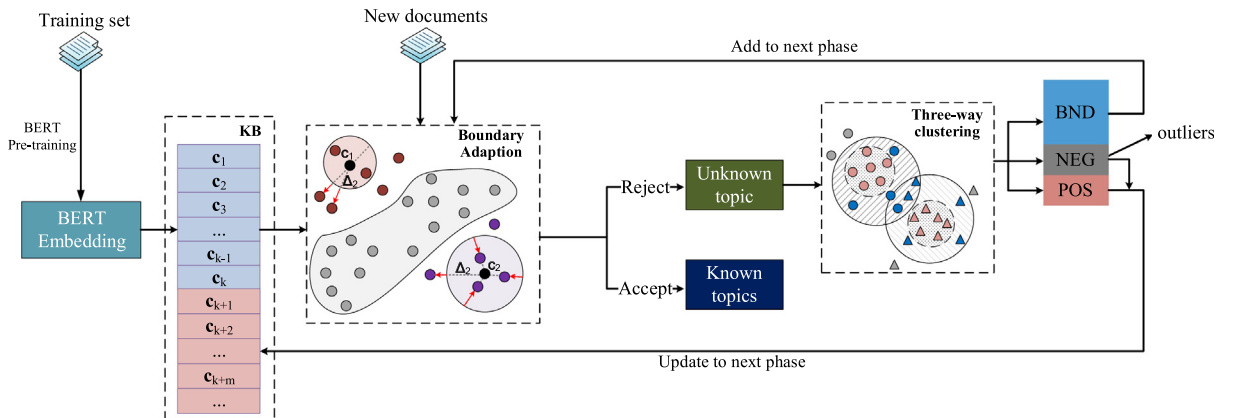 Training set
New documents
Add to next phase
BERT
Pre-training
KB
c1
c2
c3
...
ck-1
ck
ck+1
ck+2
...
ck+m
...
BERT
Embedding
Boundary
Adaption
c1
Δ2
Δ2
c2
Reject
Accept
Unknown
topic
Known
topics
Three-way
clustering
BND
NEG
POS
outliers
Update to next phase